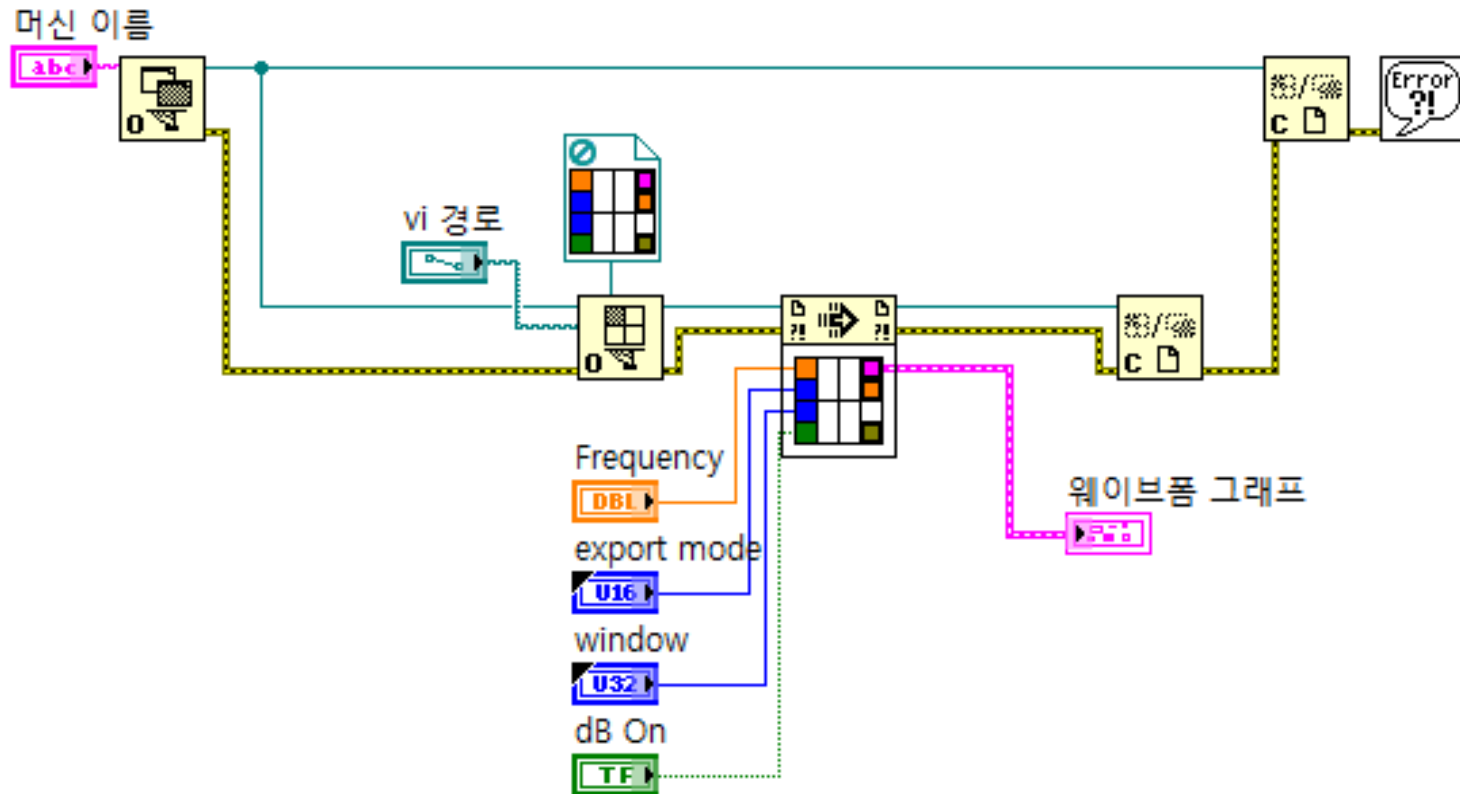 머신 이름
abc
O
C
Error
?!
vi 경로
O
?!
?!
C
Frequency
DBL
웨이브폼 그래프
export mode
U16
window
U32
dB On
TF